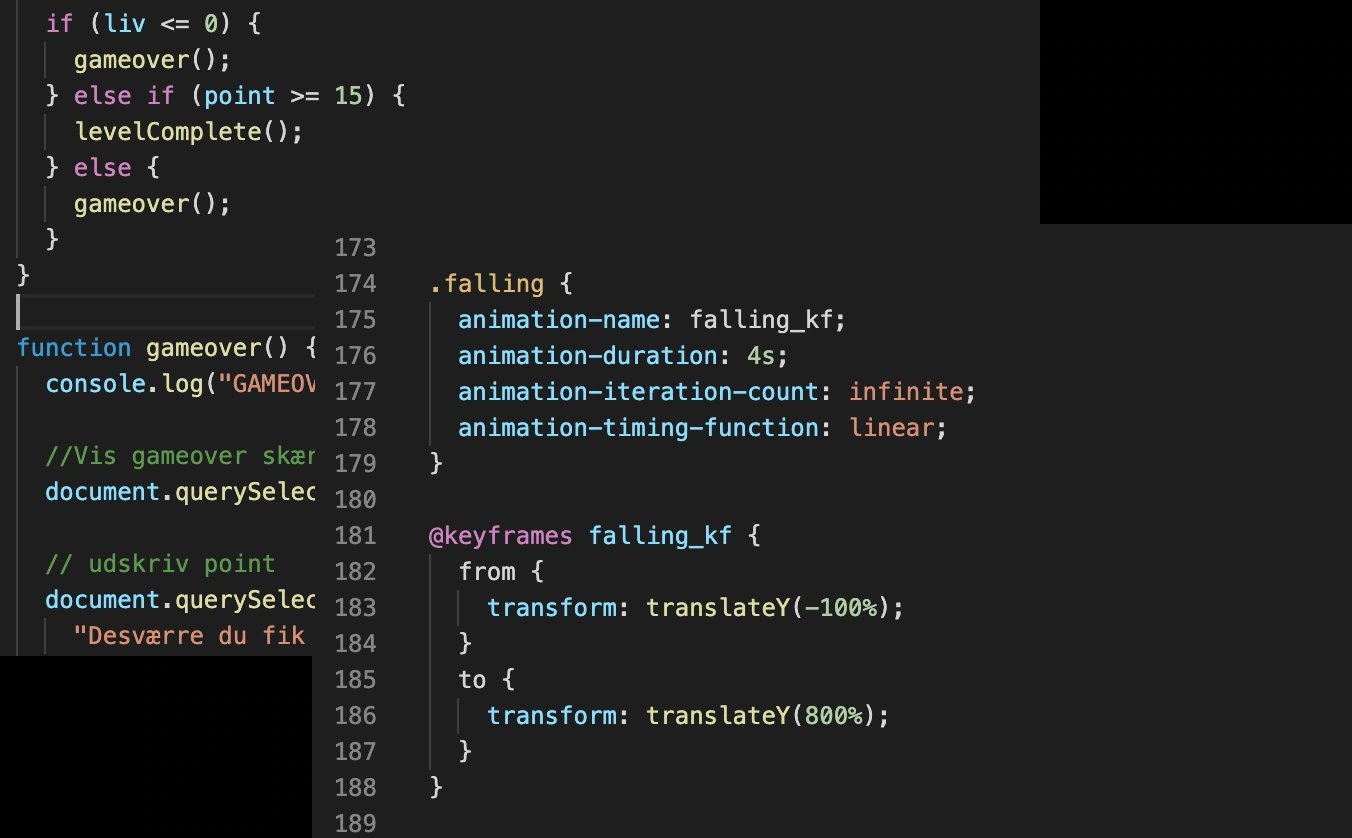 if (liv <= 0) {
gameover();
} else if (point >= 15) {
levelComplete();
} else {
gameover();
}
}
function gameover() {
console.log("GAMEOV
//Vis gameover skær
document.querySelec
// udskriv point
document.querySelec
"Desværre du fik
173
174 .falling {
175 animation-name: falling_kf;
176 animation-duration: 4s;
177 animation-iteration-count: infinite;
178 animation-timing-function: linear;
179 }
180
181 @keyframes falling_kf {
182 from {
183 transform: translateY(-100%);
184 }
185 to {
186 transform: translateY(800%);
187 }
188 }
189